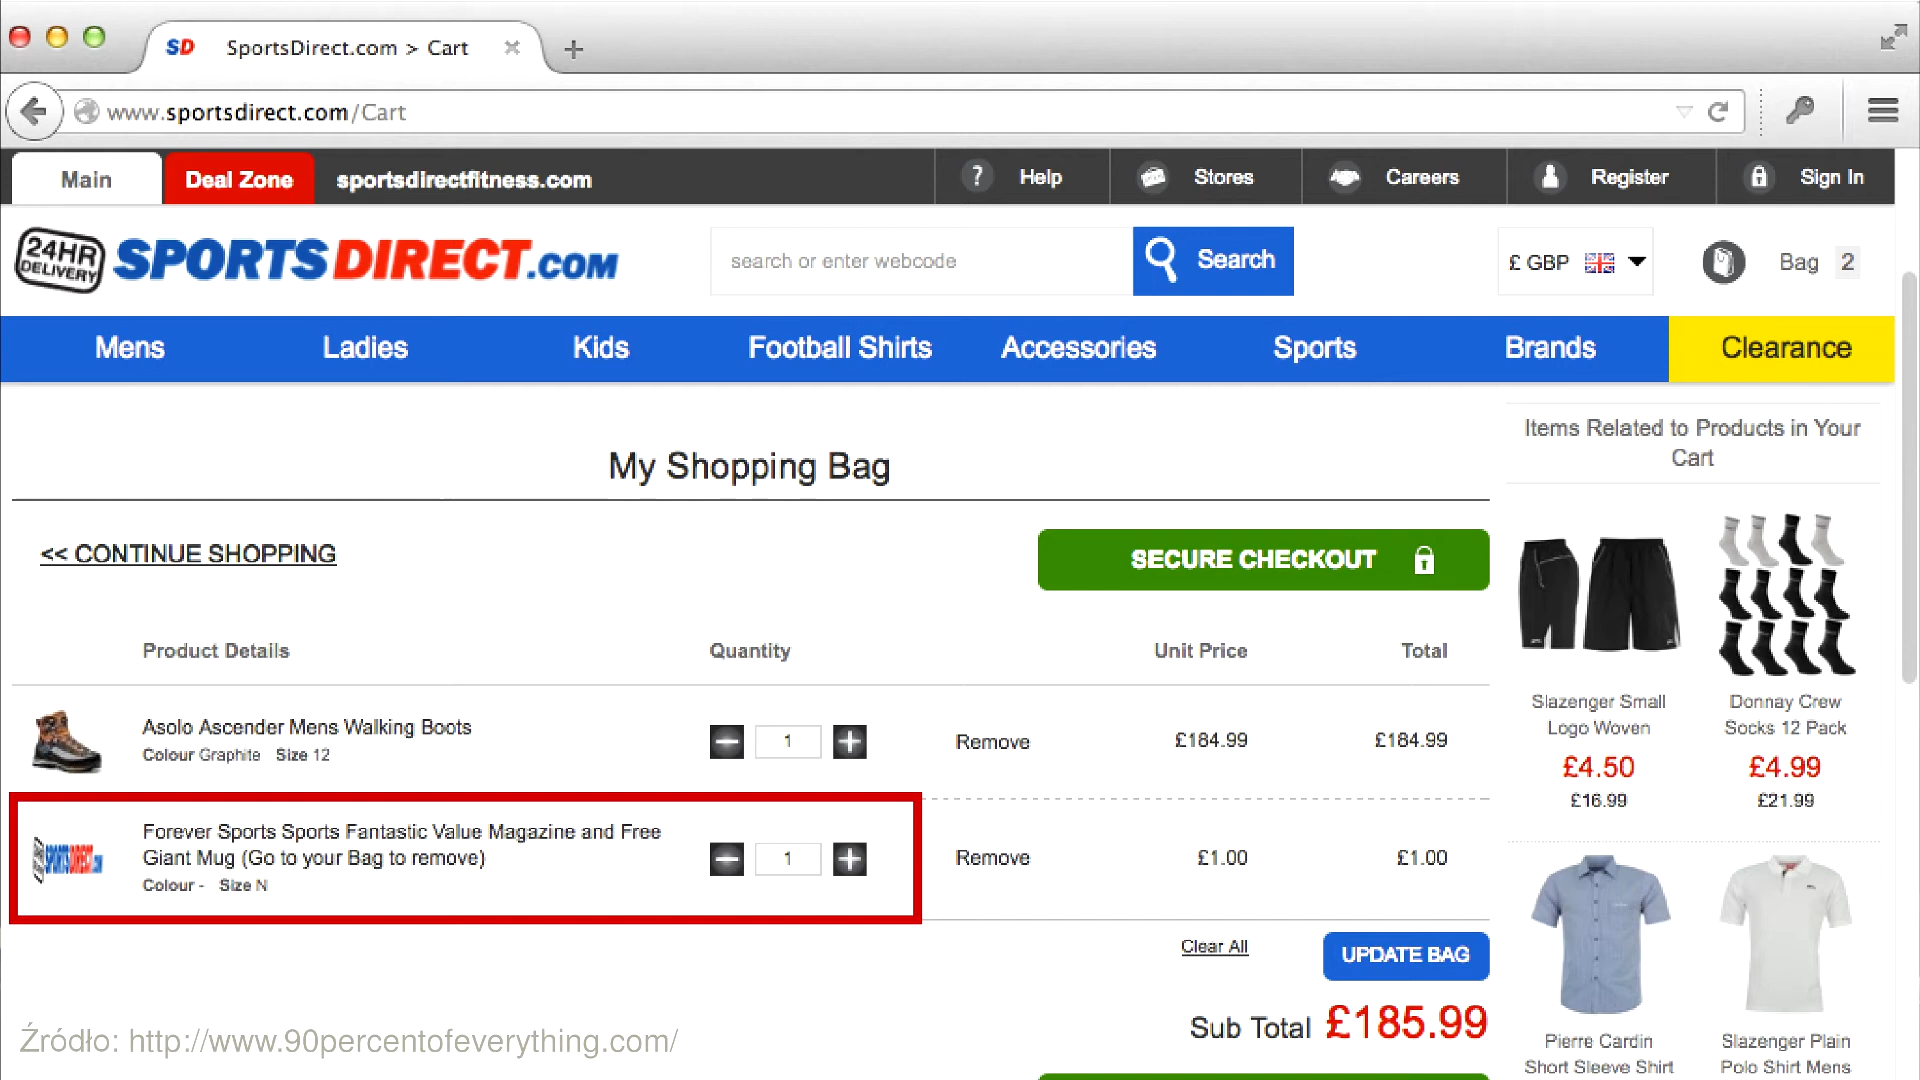 SD SportsDirect.com > Cart
www.sportsdirect.com/Cart
Main Deal Zone sportsdirectfitness.com ? Help Stores Careers Register Sign In
24HR DELIVERY SPORTSDIRECT.COM search or enter webcode Search £ GBP Bag 2
Mens Ladies Kids Football Shirts Accessories Sports Brands Clearance
My Shopping Bag
<< CONTINUE SHOPPING SECURE CHECKOUT
Product Details Quantity Unit Price Total
Asolo Ascender Mens Walking Boots
Colour Graphite Size 12
1 Remove £184.99 £184.99
SPORTSDIRECT.COM
Forever Sports Sports Fantastic Value Magazine and Free
Giant Mug (Go to your Bag to remove)
Colour - Size N
1 Remove £1.00 £1.00
Clear All UPDATE BAG
Sub Total £185.99
Items Related to Products in Your
Cart
Slazenger Small
Logo Woven
£4.50
£16.99
Donnay Crew
Socks 12 Pack
£4.99
£21.99
Pierre Cardin
Short Sleeve Shirt
Slazenger Plain
Polo Shirt Mens
Źródło: http://www.90percentofeverything.com/